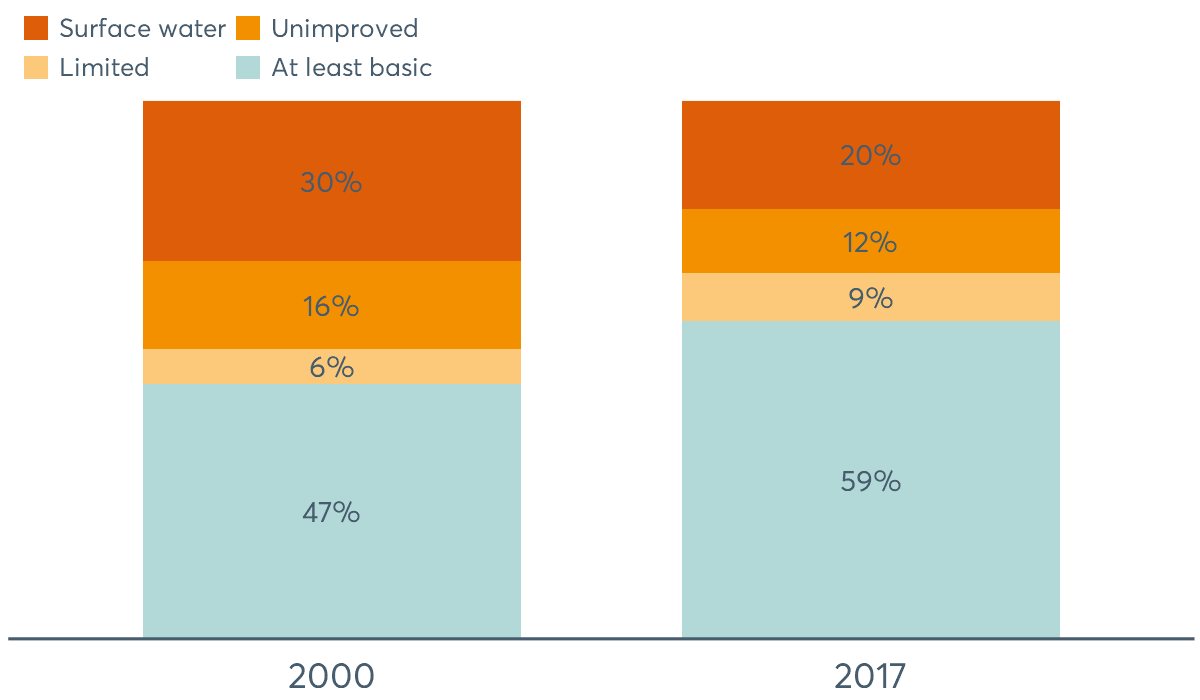 Surface water Unimproved
Limited At least basic
30% 20%
16% 12%
6% 9%
47% 59%
2000 2017